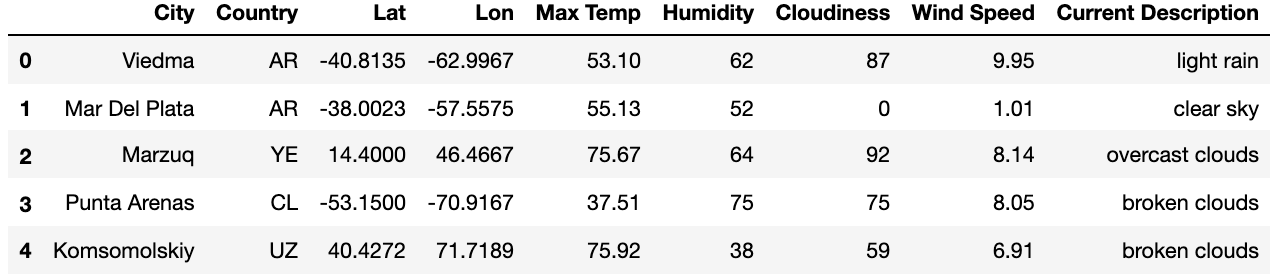 City Country Lat Lon Max Temp Humidity Cloudiness Wind Speed Current Description
0 Viedma AR -40.8135 -62.9967 53.10 62 87 9.95 light rain
1 Mar Del Plata AR -38.0023 -57.5575 55.13 52 0 1.01 clear sky
2 Marzuq YE 14.4000 46.4667 75.67 64 92 8.14 overcast clouds
3 Punta Arenas CL -53.1500 -70.9167 37.51 75 75 8.05 broken clouds
4 Komsomolskiy UZ 40.4272 71.7189 75.92 38 59 6.91 broken clouds